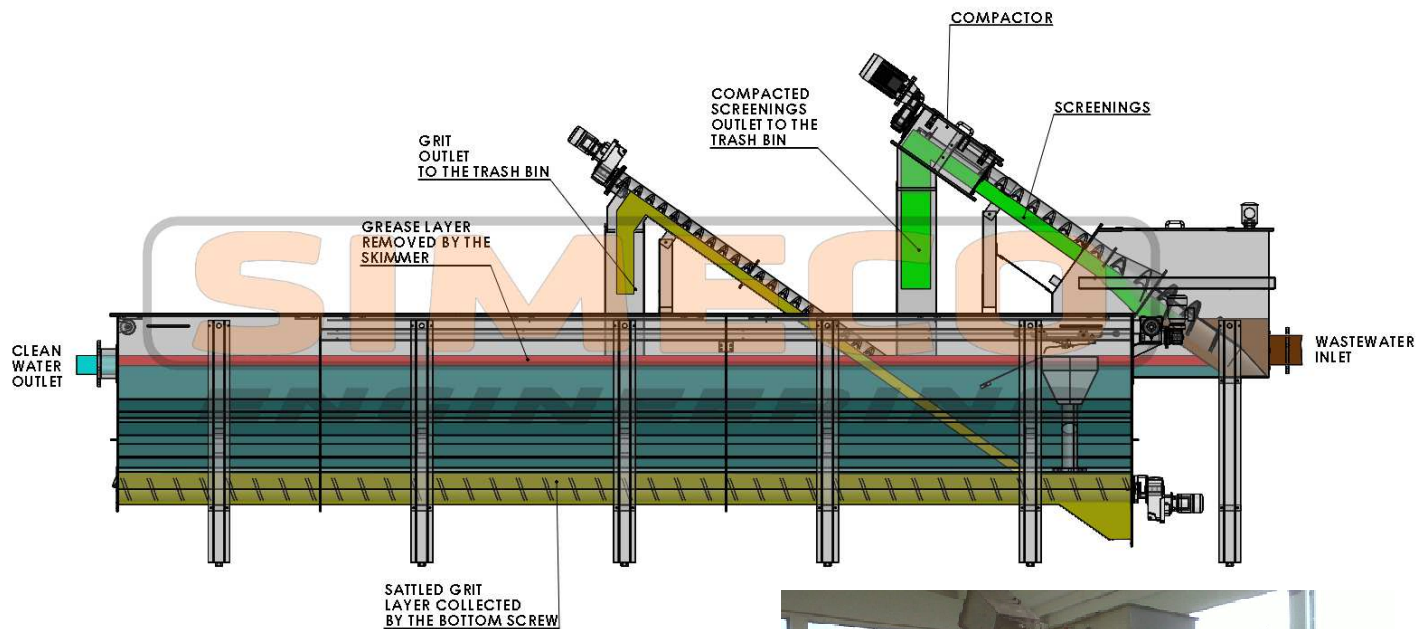 COMPACTOR
COMPACTED
SCREENINGS
OUTLET TO THE
TRASH BIN
SCREENINGS
GRIT
OUTLET
TO THE TRASH BIN
GREASE LAYER
REMOVED BY THE
SKIMMER
SIMECO
ENGINEERING
CLEAN
WATER
OUTLET
WASTEWATER
INLET
SATTLED GRIT
LAYER COLLECTED
BY THE BOTTOM SCREW